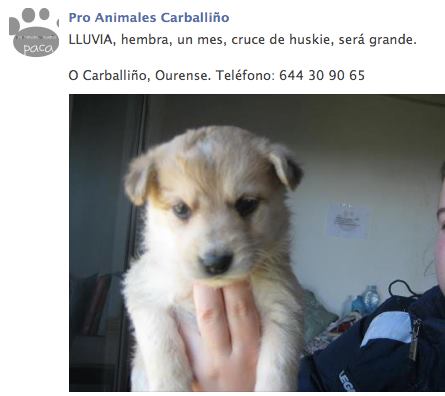 Pro Animales Carballiño
LLUVIA, hembra, un mes, cruce de huskie, será grande.
O Carballiño, Ourense. Teléfono: 644 30 90 65
paca